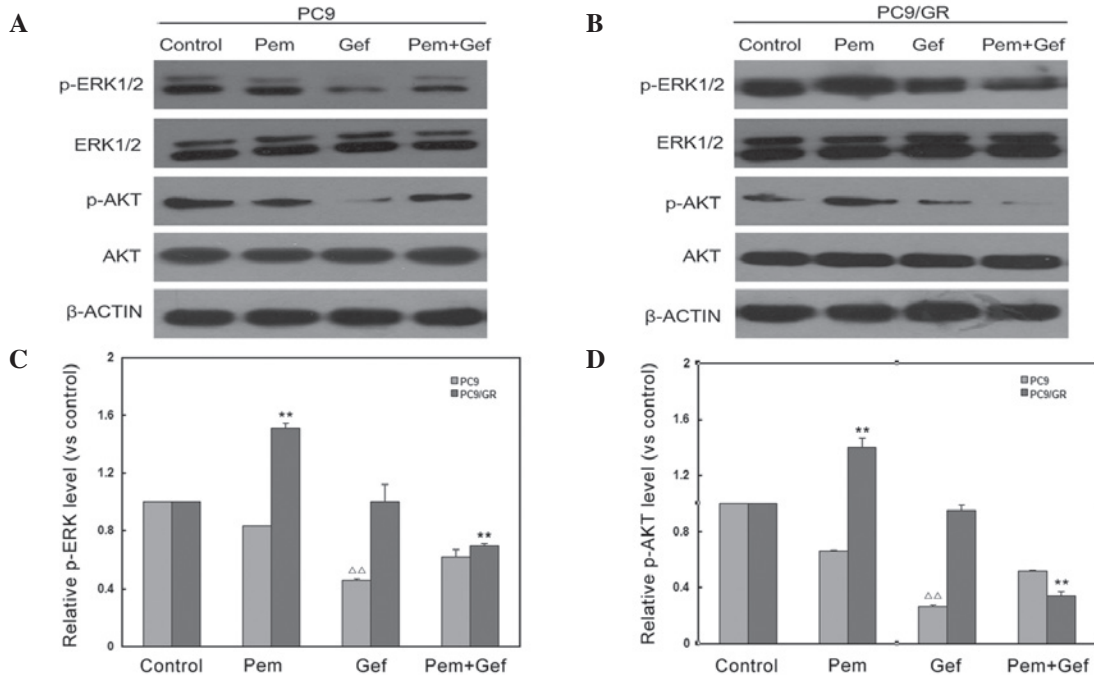 A
PC9
Control Pem Gef Pem+Gef
p-ERK1/2
ERK1/2
p-AKT
AKT
β-ACTIN
B
PC9/GR
Control Pem Gef Pem+Gef
p-ERK1/2
ERK1/2
p-AKT
AKT
β-ACTIN
C
Relative p-ERK level (vs control)
2
1.6
1.2
0.8
0.4
0
PC9
PC9/GR
**
△△
**
Control Pem Gef Pem+Gef
D
Relative p-AKT level (vs control)
2
1.6
1.2
0.8
0.4
0
PC9
PC9/GR
**
△△
**
Control Pem Gef Pem+Gef